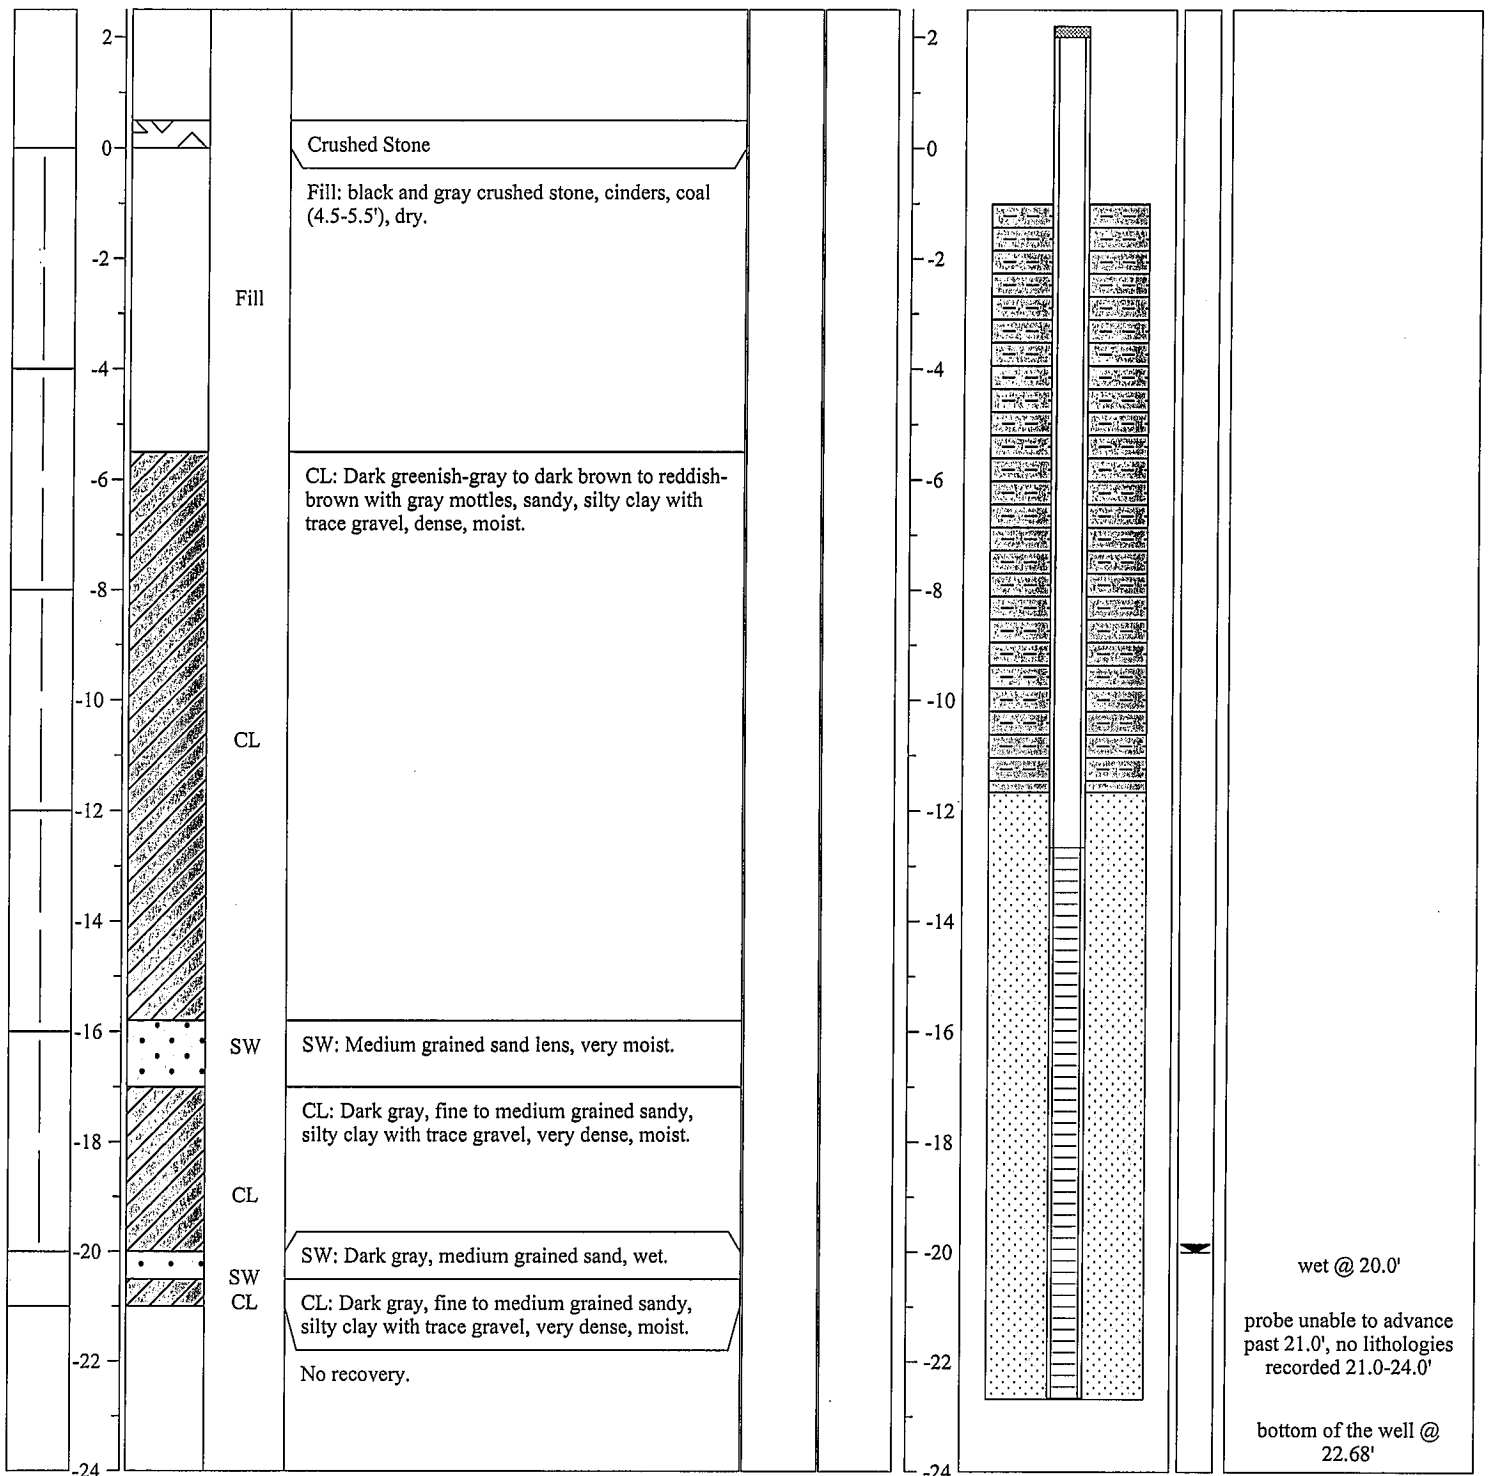 2
2
0
Crushed Stone
0
Fill: black and gray crushed stone, cinders, coal
(4.5-5.5'), dry.
-2
-2
Fill
-4
-4
-6
CL: Dark greenish-gray to dark brown to reddish-
brown with gray mottles, sandy, silty clay with
trace gravel, dense, moist.
-6
-8
-8
-10
-10
CL
-12
-12
-14
-14
-16
SW
SW: Medium grained sand lens, very moist.
-16
CL: Dark gray, fine to medium grained sandy,
silty clay with trace gravel, very dense, moist.
-18
-18
CL
-20
SW: Dark gray, medium grained sand, wet.
-20
wet @ 20.0'
SW
CL
CL: Dark gray, fine to medium grained sandy,
silty clay with trace gravel, very dense, moist.
probe unable to advance
past 21.0', no lithologies
recorded 21.0-24.0'
-22
No recovery.
-22
bottom of the well @
22.68'
-24
-24